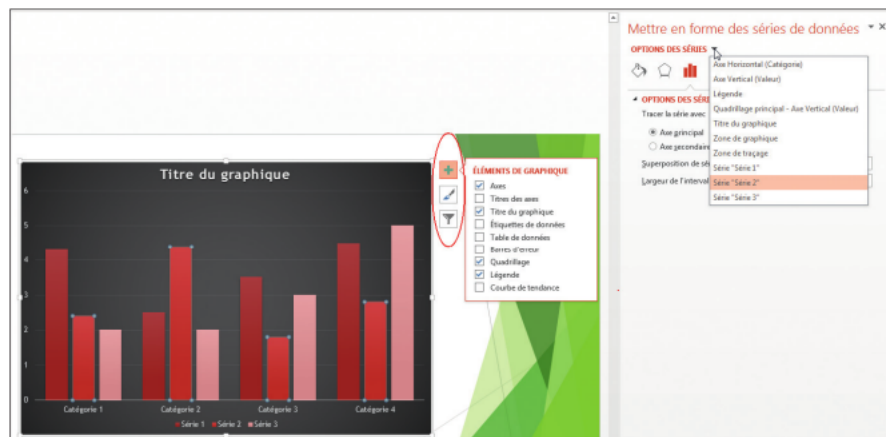 Mettre en forme des séries de données
OPTIONS DES SÉRIES
Axe Horizontal (Catégorie)
Axe Vertical (Valeur)
Légende
Quadrillage principal - Axe Vertical (Valeur)
Titre du graphique
Zone de graphique
Zone de traçage
Série "Série 1"
Série "Série 2"
Série "Série 3"
OPTIONS DES SÉRI
Tracer la série avec
Axe principal
Axe secondaire
Superposition de sé
Largeur de l'interval
Titre du graphique
6
5
4
3
2
1
0
Catégorie 1 Catégorie 2 Catégorie 3 Catégorie 4
Série 1 Série 2 Série 3
ÉLÉMENTS DE GRAPHIQUE
Axes
Titres des axes
Titre du graphique
Étiquettes de données
Table de données
Barres d'erreur
Quadrillage
Légende
Courbe de tendance